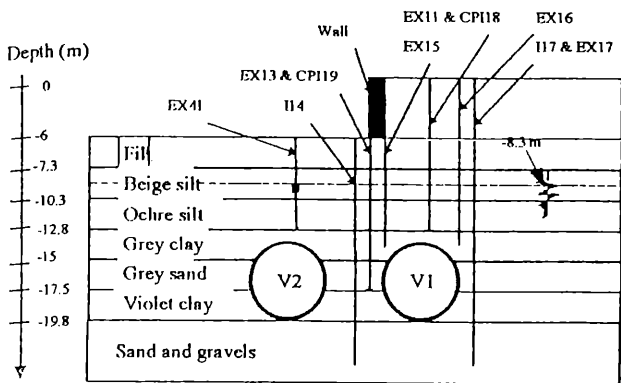 EX11 & CPI18
EX16
Wall
EX15
I17 & EX17
Depth (m)
EX13 & CPI19
0
EX41
I14
-6
Fill
-8.3 m
-7.3
Beige silt
-10.3
Ochre silt
-12.8
Grey clay
-15
Grey sand
V2
V1
-17.5
Violet clay
-19.8
Sand and gravels